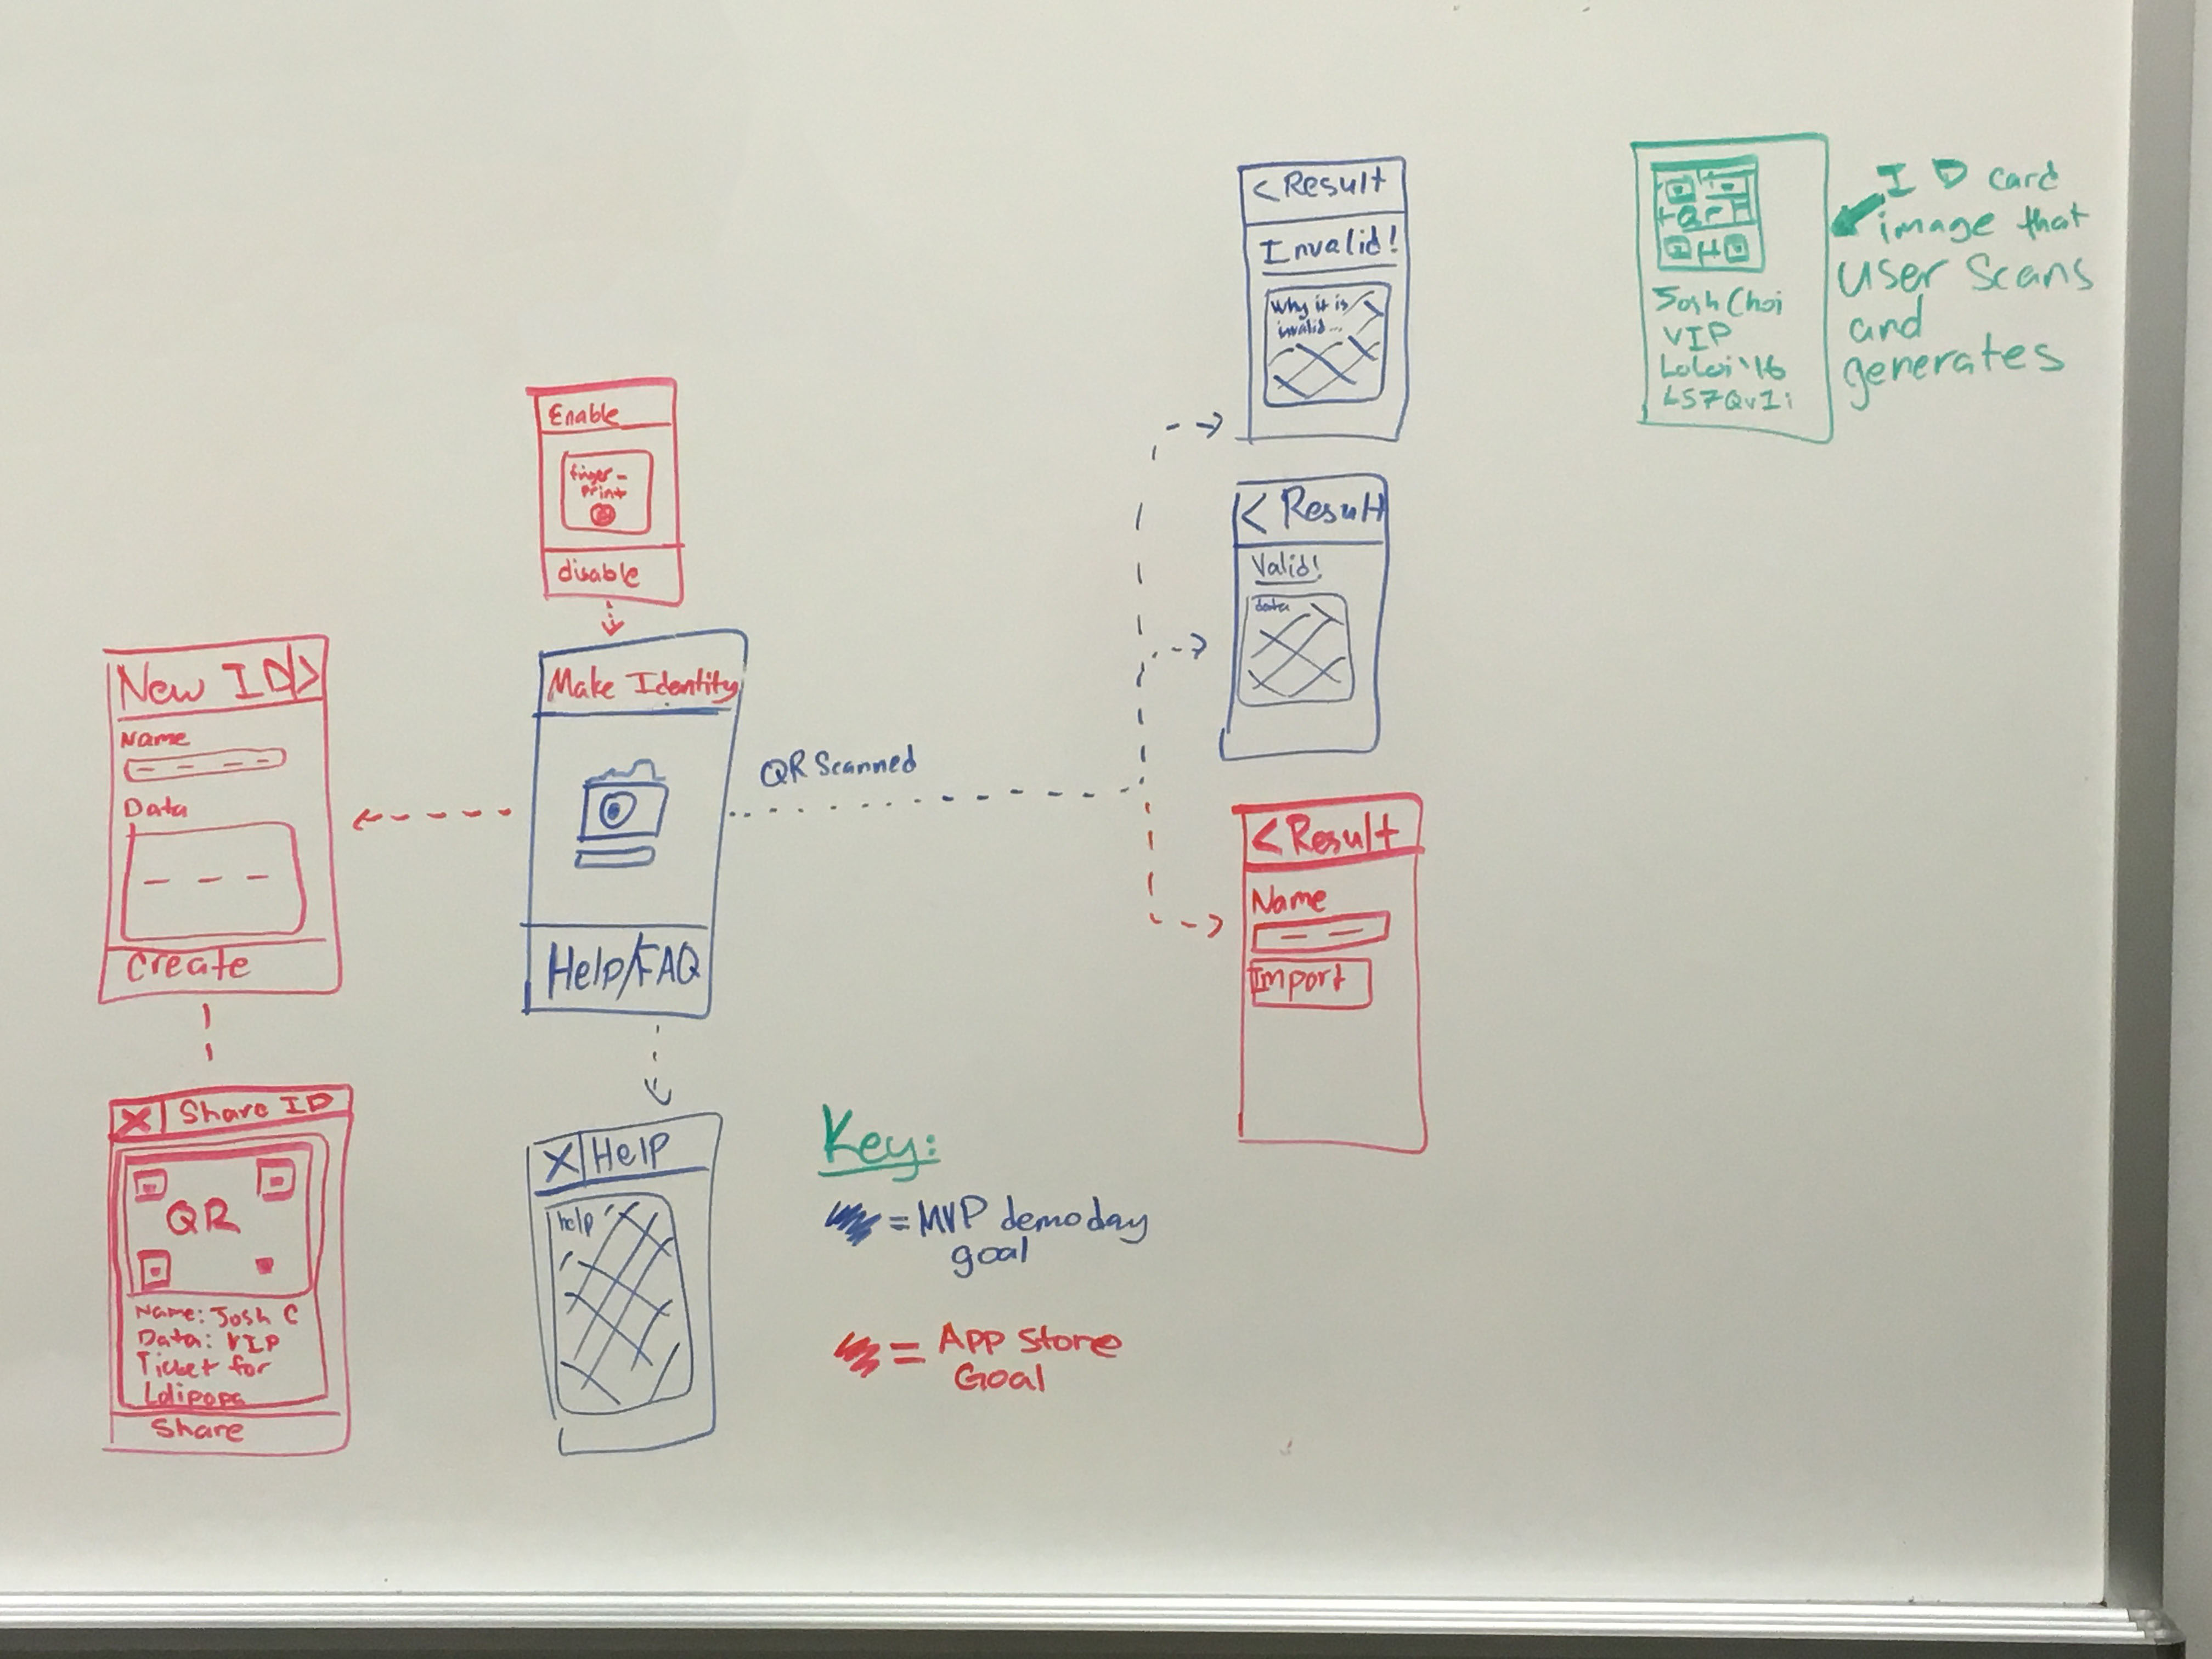 Enable
finger-
print
disable
New ID >
Name
Data
Create
X Share ID
QR
Name: Josh C
Data: VIP
Ticket for
Lolipopa
Share
Make Identity
Help/FAQ
X Help
help
QR Scanned
< Result
Invalid!
Why it is
invalid...
< Result
Valid!
data
< Result
Name
Import
Key:
= MVP demo day
goal
= App Store
Goal
QR
Josh Choi
VIP
ID card
image that
user scans
and
generates